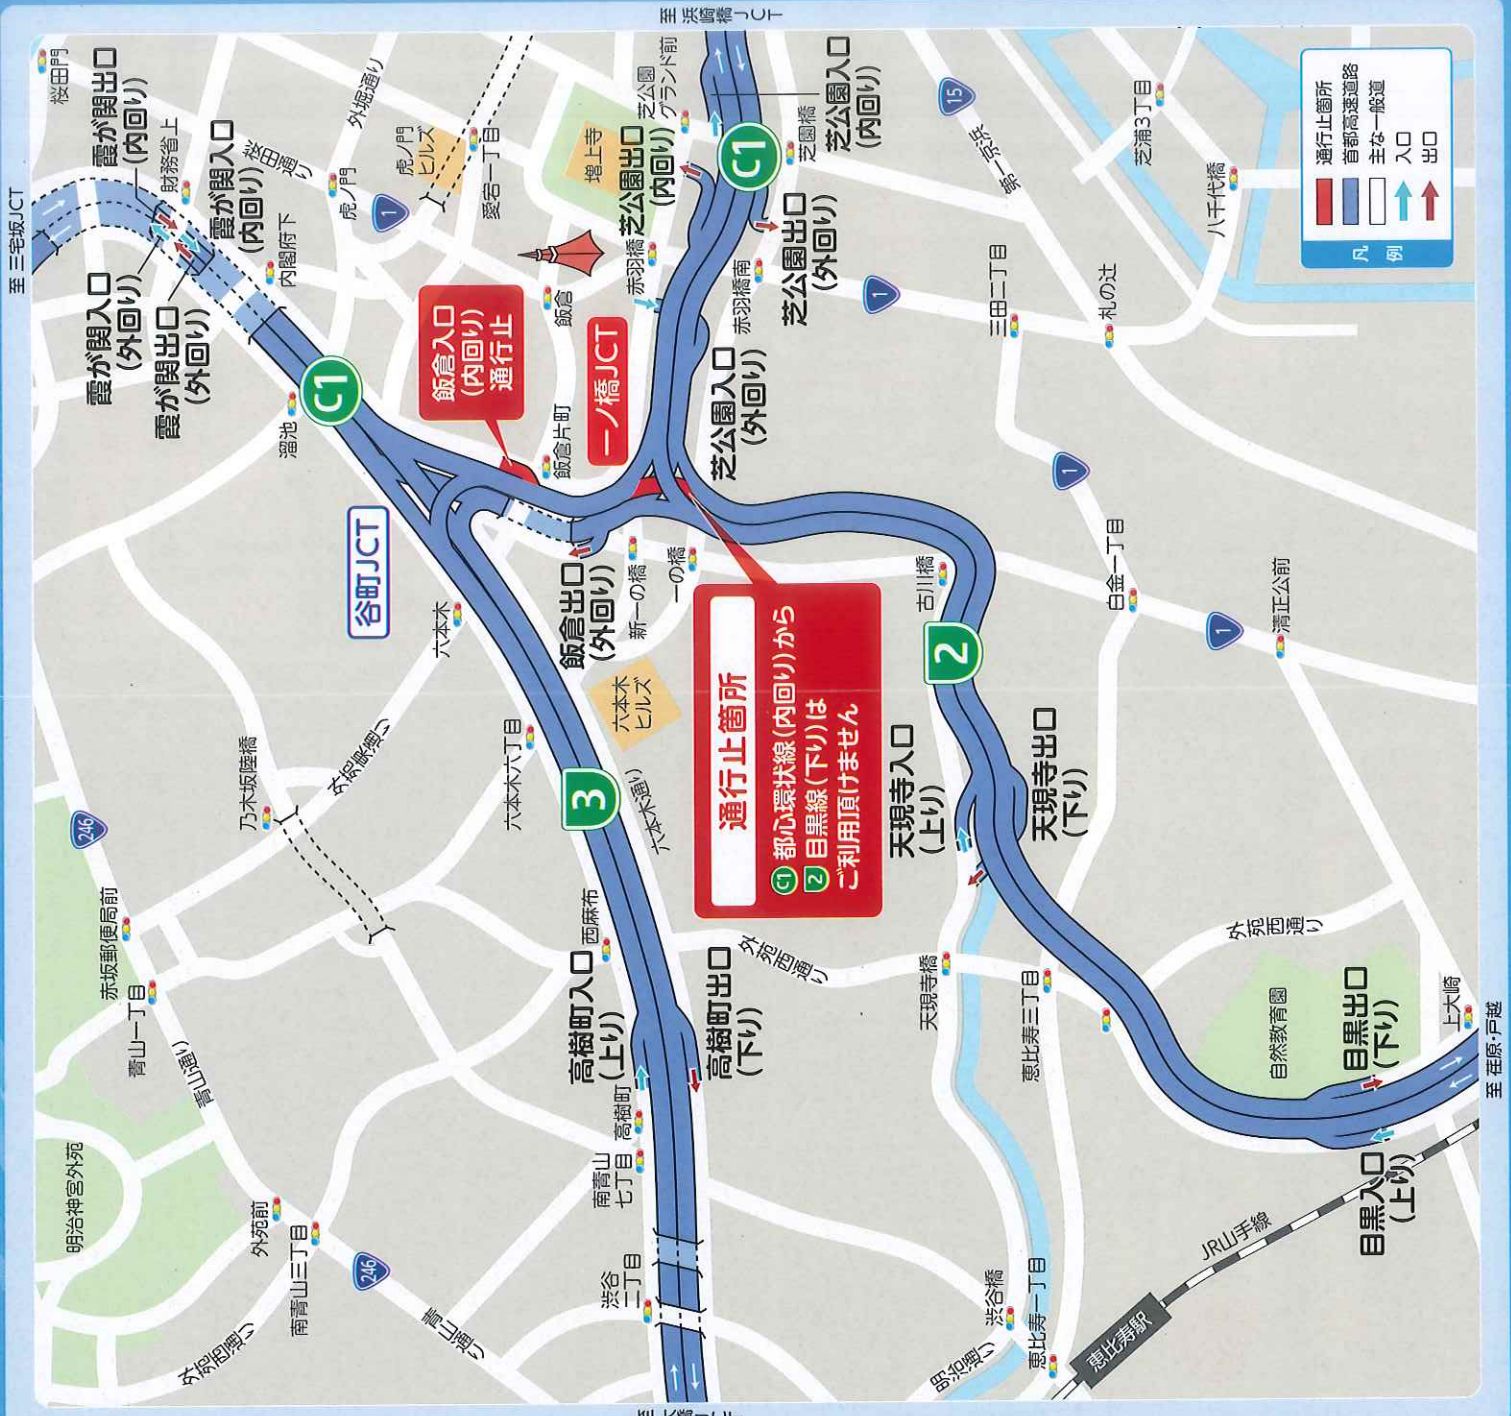 至 浜崎橋JCT
至 三宅坂JCT
桜田門
霞が関出口
(内回り)
財務省上
霞が関入口
(内回り)
内閣府下
霞が関入口
(外回り)
霞が関出口
(外回り)
桜田通り
外堀通り
虎ノ門
1
虎ノ門
ヒルズ
愛宕一丁目
増上寺
芝公園
グランド前
芝公園出口
(内回り)
芝公園入口
(内回り)
芝園橋
C1
芝公園出口
(外回り)
赤羽橋
赤羽橋南
飯倉
芝公園入口
(外回り)
15
第一京浜
芝浦3丁目
八千代橋
札の辻
三田二丁目
1
凡例
通行止箇所
首都高速道路
主な一般道
入口
出口
C1
溜池
飯倉入口
(内回り)
通行止
飯倉片町
一ノ橋JCT
谷町JCT
六本木
飯倉出口
(外回り)
新一の橋
一の橋
古川橋
1
白金一丁目
1
清正公前
2
六本木
ヒルズ
通行止箇所
C1 都心環状線(内回り)から
2 目黒線(下り)は
ご利用頂けません
天現寺入口
(上り)
天現寺出口
(下り)
246
乃木坂陸橋
外苑東通り
六本木六丁目
3
六本木通り
西麻布
赤坂郵便局前
青山一丁目
青山通り
高樹町入口
(上り)
高樹町出口
(下り)
外苑西通り
天現寺橋
恵比寿三丁目
外苑西通り
自然教育園
目黒出口
(下り)
上大崎
至 荏原・戸越
目黒入口
(上り)
高樹町
南青山
七丁目
明治神宮外苑
外苑前
南青山三丁目
246
外苑西通り
青山通り
渋谷
二丁目
渋谷橋
明治通り
恵比寿一丁目
恵比寿駅
JR山手線